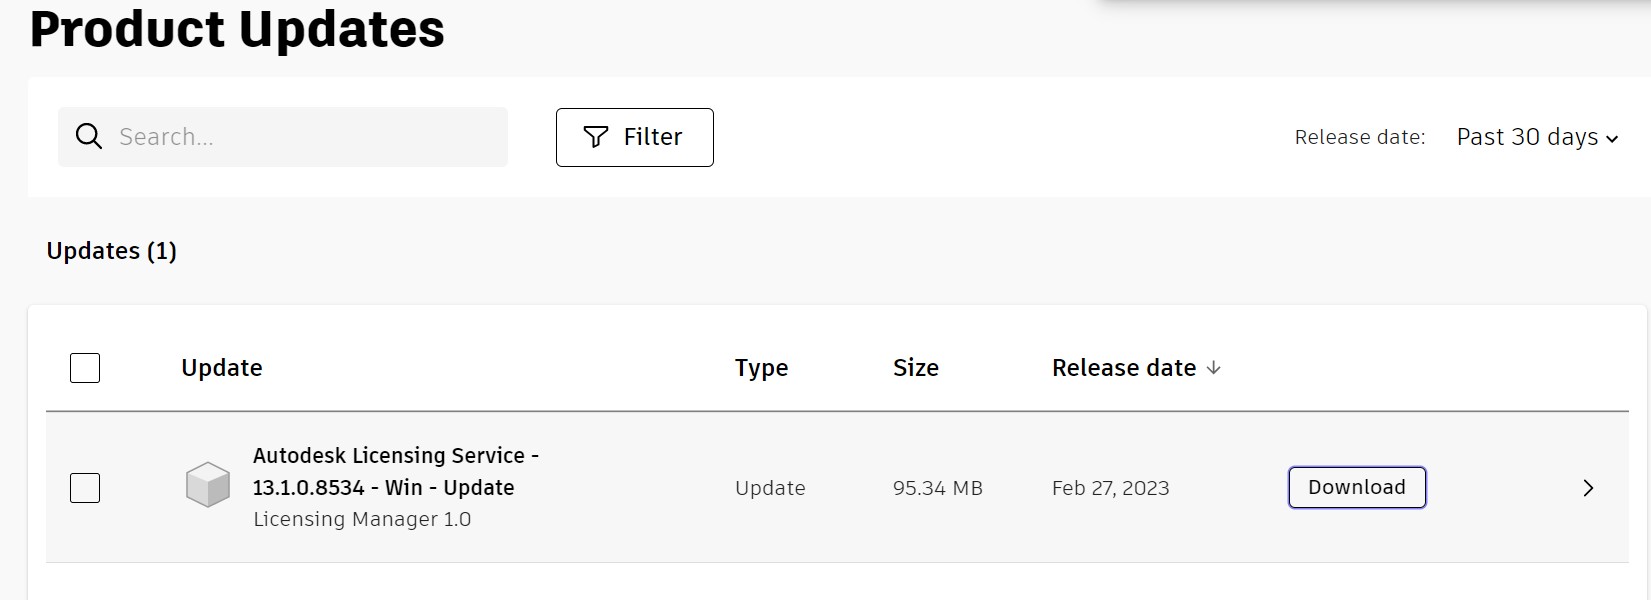 Product Updates
Search...
Filter
Release date: Past 30 days
Updates (1)
Update Type Size Release date
Autodesk Licensing Service -
13.1.0.8534 - Win - Update
Licensing Manager 1.0
Update 95.34 MB Feb 27, 2023 Download